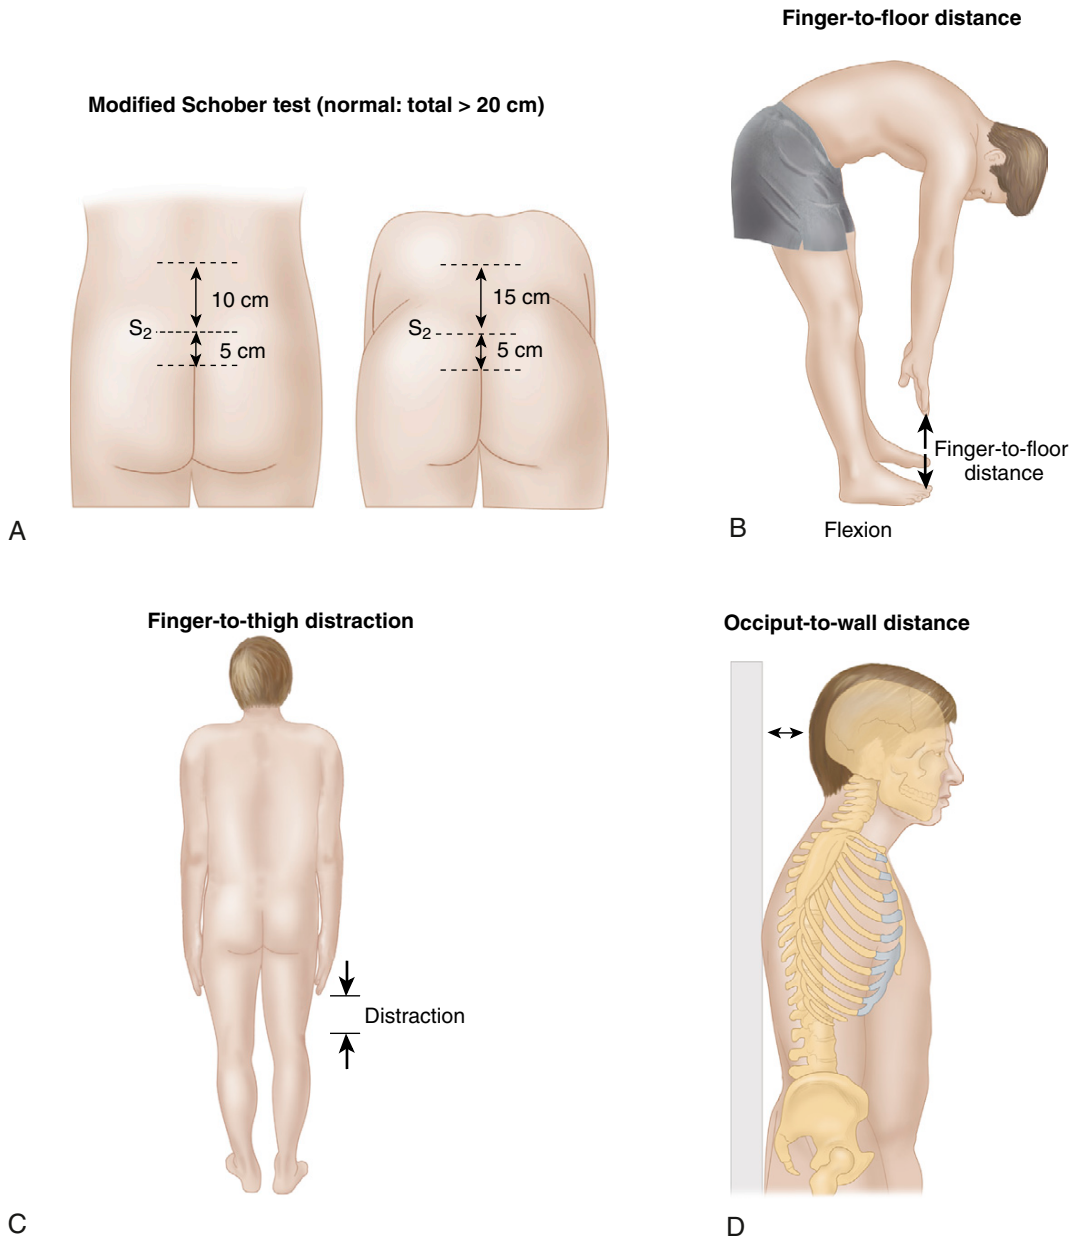 Modified Schober test (normal: total > 20 cm)
10 cm
S₂
5 cm
15 cm
S₂
5 cm
A
Finger-to-floor distance
Finger-to-floor
distance
B
Flexion
Finger-to-thigh distraction
Distraction
C
Occiput-to-wall distance
D